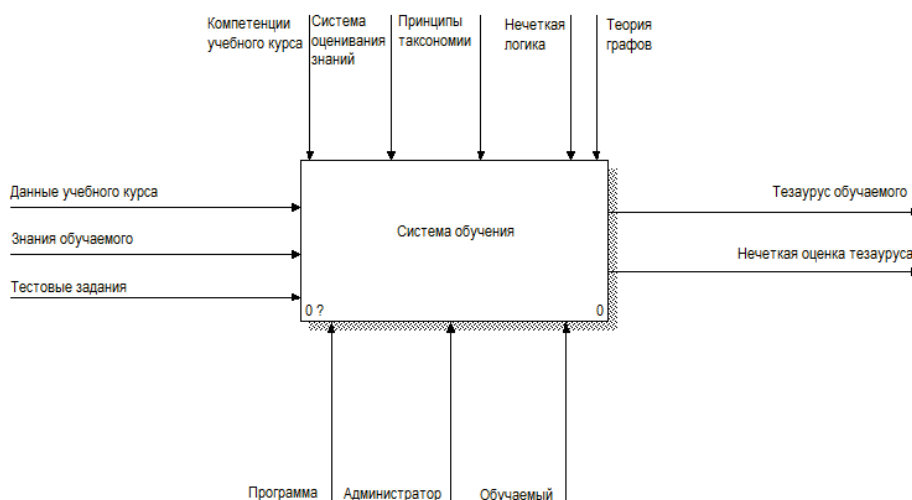 Компетенции
учебного курса
Система
оценивания
знаний
Принципы
таксономии
Нечеткая
логика
Теория
графов
Данные учебного курса
Знания обучаемого
Тестовые задания
Система обучения
0 ?
0
Тезаурус обучаемого
Нечеткая оценка тезауруса
Программа
Администратор
Обучаемый